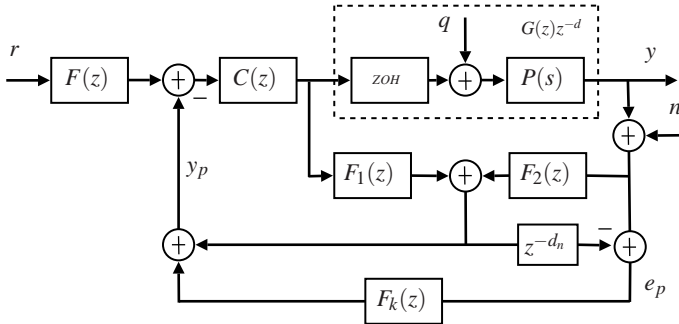 q
G(z)z^{-d}
r
F(z)
+
−
C(z)
ZOH
+
P(s)
y
n
+
y_p
F_1(z)
+
F_2(z)
+
z^{-d_n}
−
+
F_k(z)
e_p